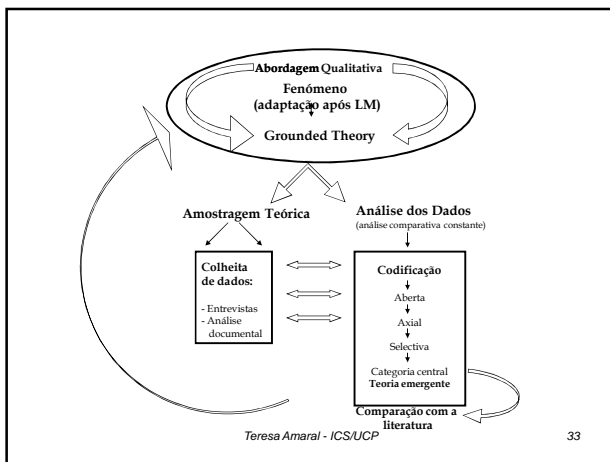 Abordagem Qualitativa
Fenómeno
(adaptação após LM)
Grounded Theory
Amostragem Teórica
Análise dos Dados
(análise comparativa constante)
Colheita
de dados:
- Entrevistas
- Análise
documental
Codificação
Aberta
Axial
Selectiva
Categoria central
Teoria emergente
Comparação com a
literatura
Teresa Amaral - ICS/UCP
33